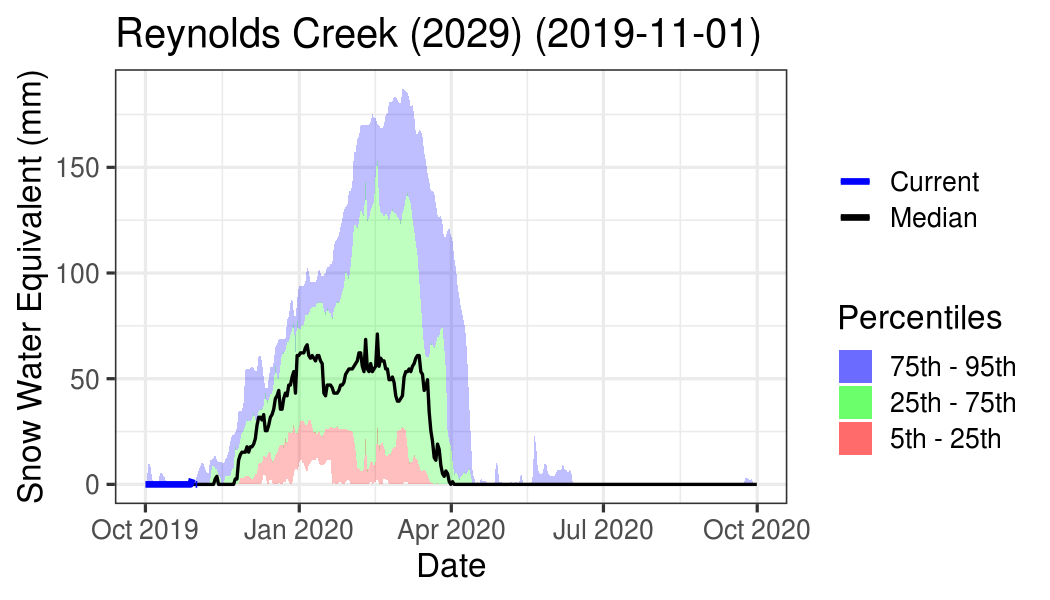 Reynolds Creek (2029) (2019-11-01)
Snow Water Equivalent (mm)
150
100
50
0
Oct 2019 Jan 2020 Apr 2020 Jul 2020 Oct 2020
Date
Current
Median
Percentiles
75th - 95th
25th - 75th
5th - 25th